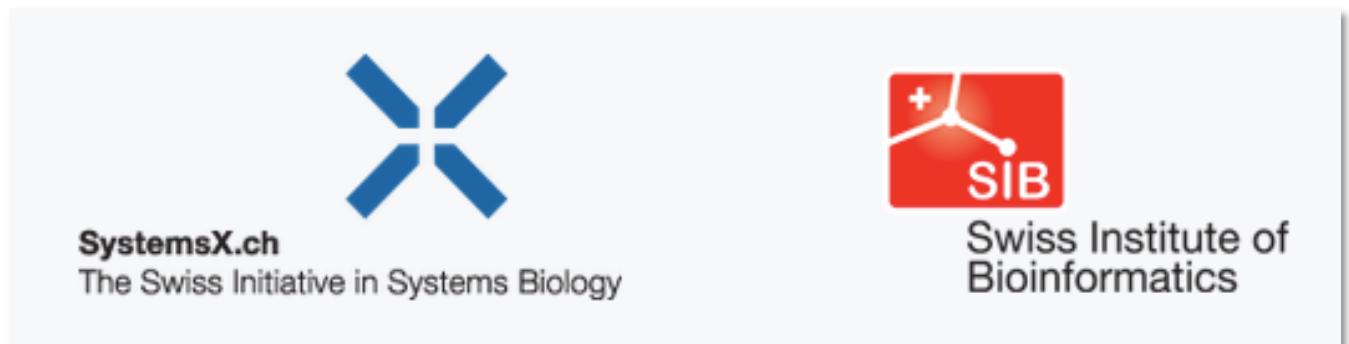 SystemsX.ch
The Swiss Initiative in Systems Biology
SIB
Swiss Institute of
Bioinformatics